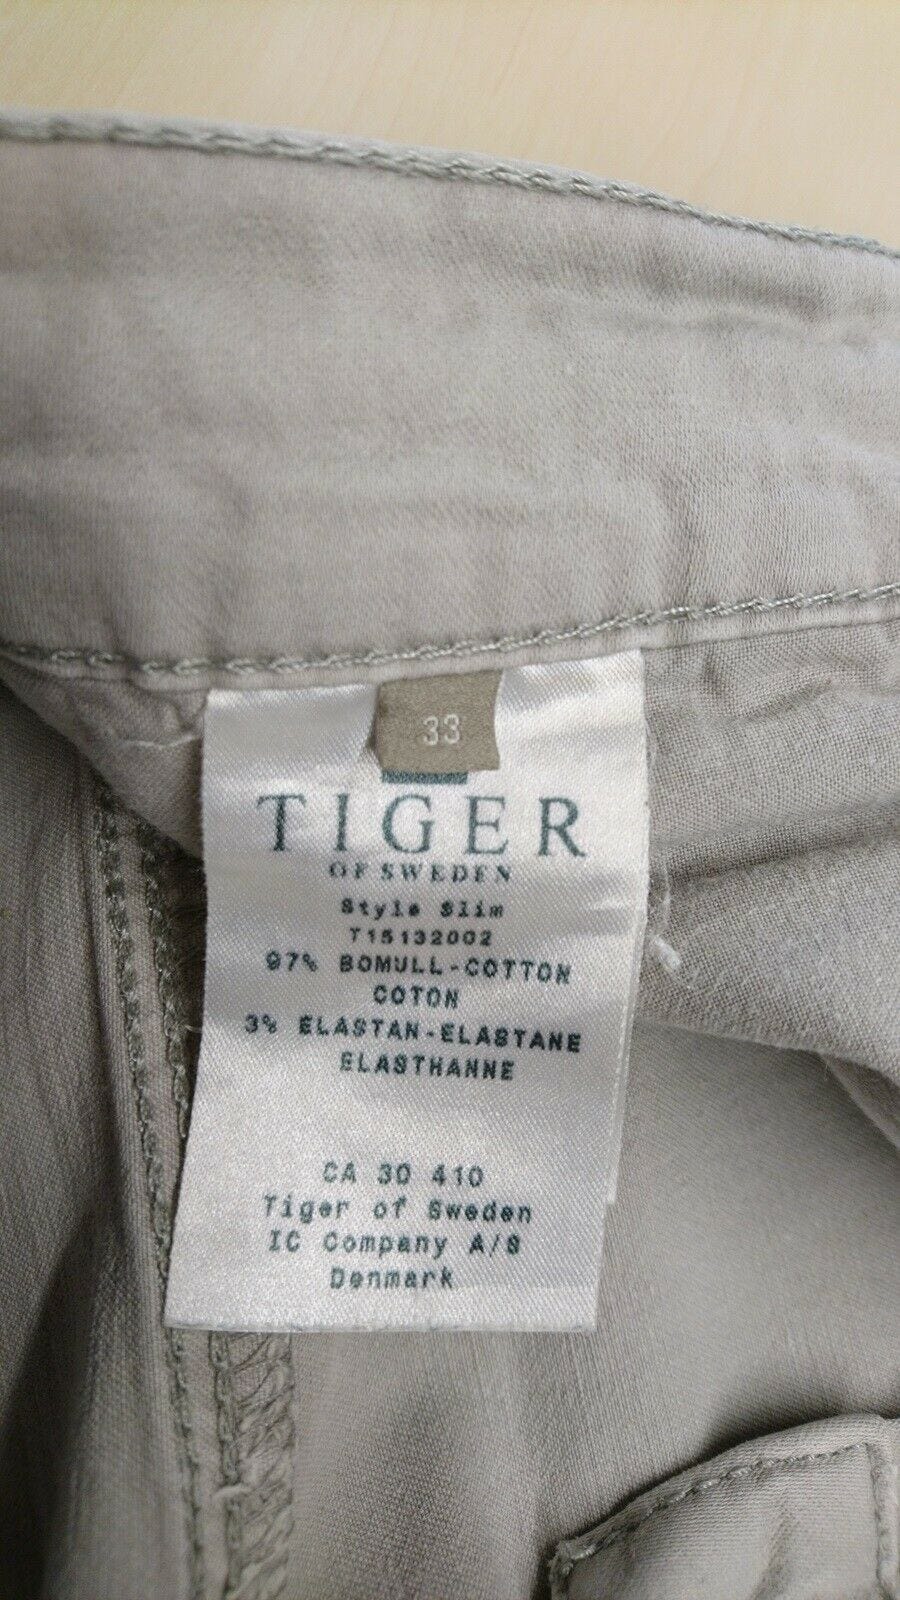 33
TIGER
OF SWEDEN
Style Slim
T15132002
97% BOMULL-COTTON
COTON
3% ELASTAN-ELASTANE
ELASTHANNE
CA 30 410
Tiger of Sweden
IC Company A/S
Denmark